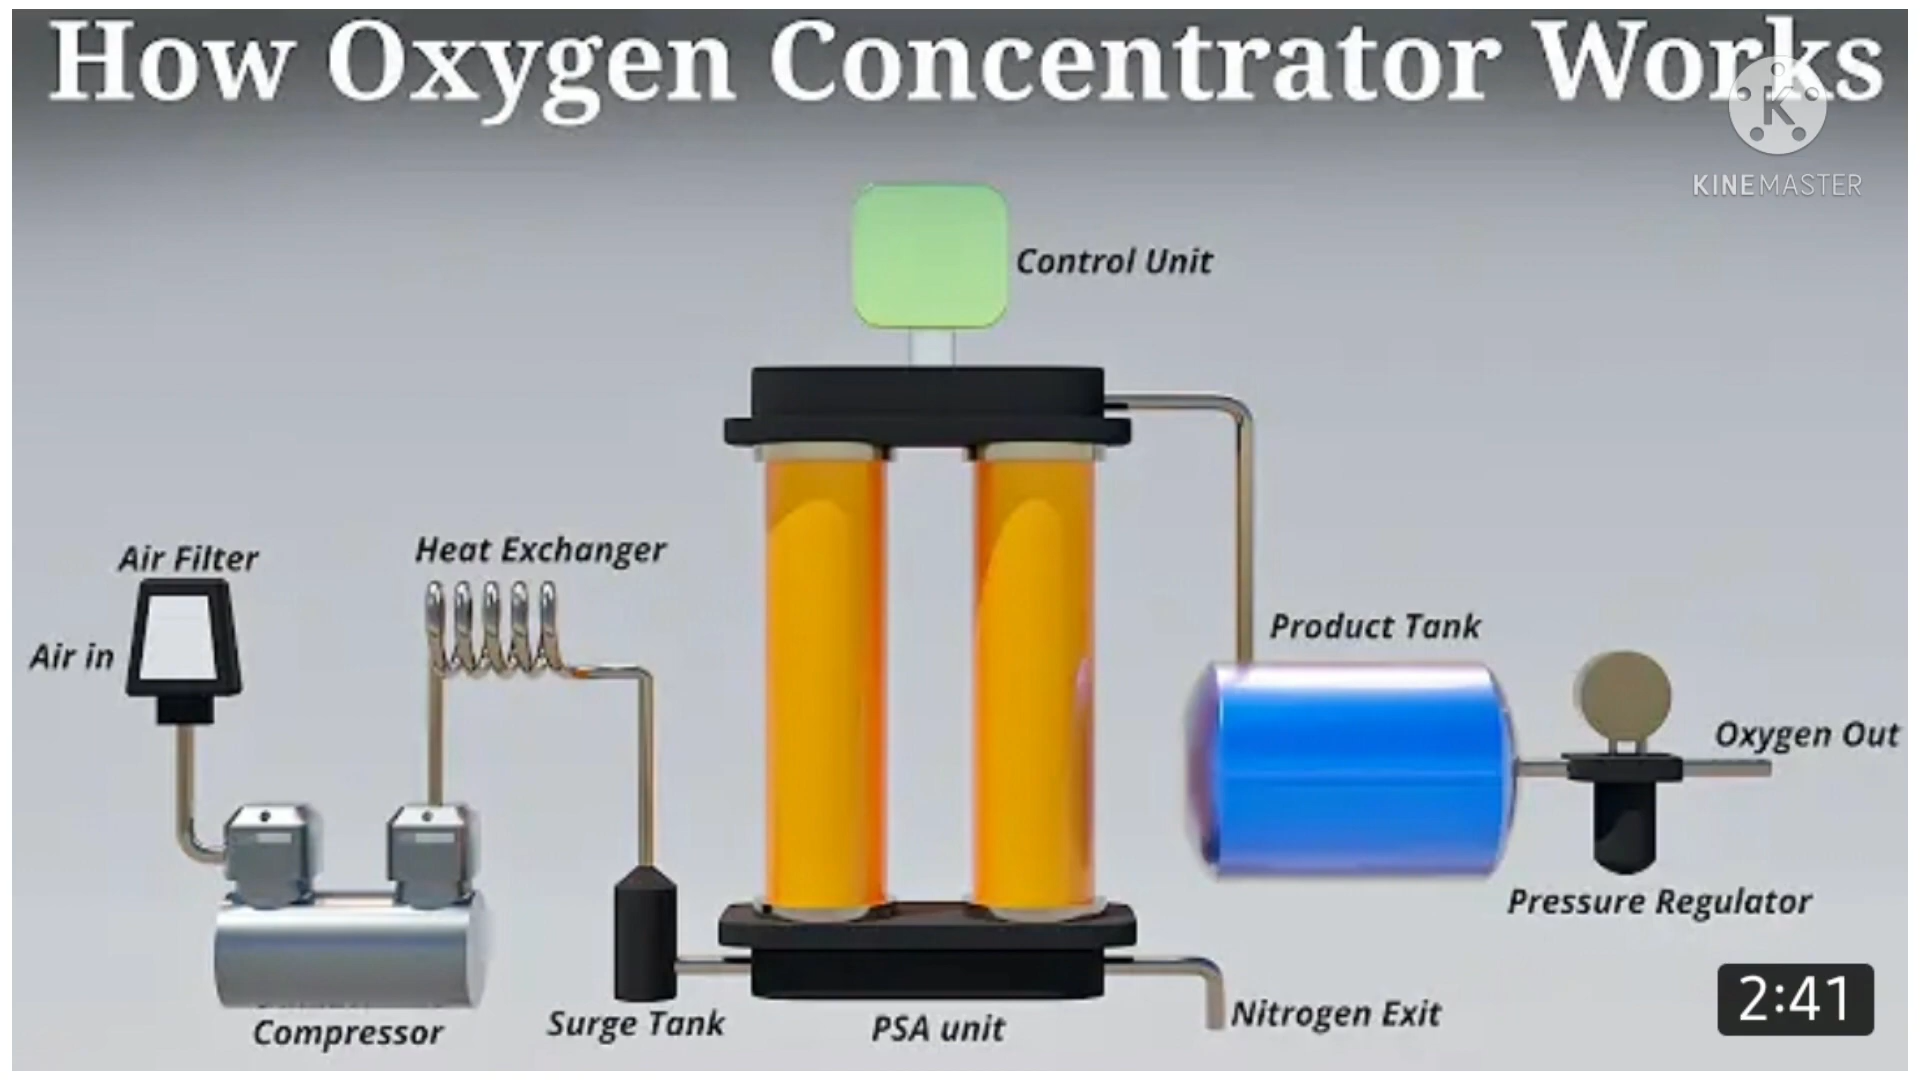 How Oxygen Concentrator Works
K
KINEMASTER
Control Unit
Air Filter
Heat Exchanger
Air in
Product Tank
Oxygen Out
Pressure Regulator
Compressor
Surge Tank
PSA unit
Nitrogen Exit
2:41